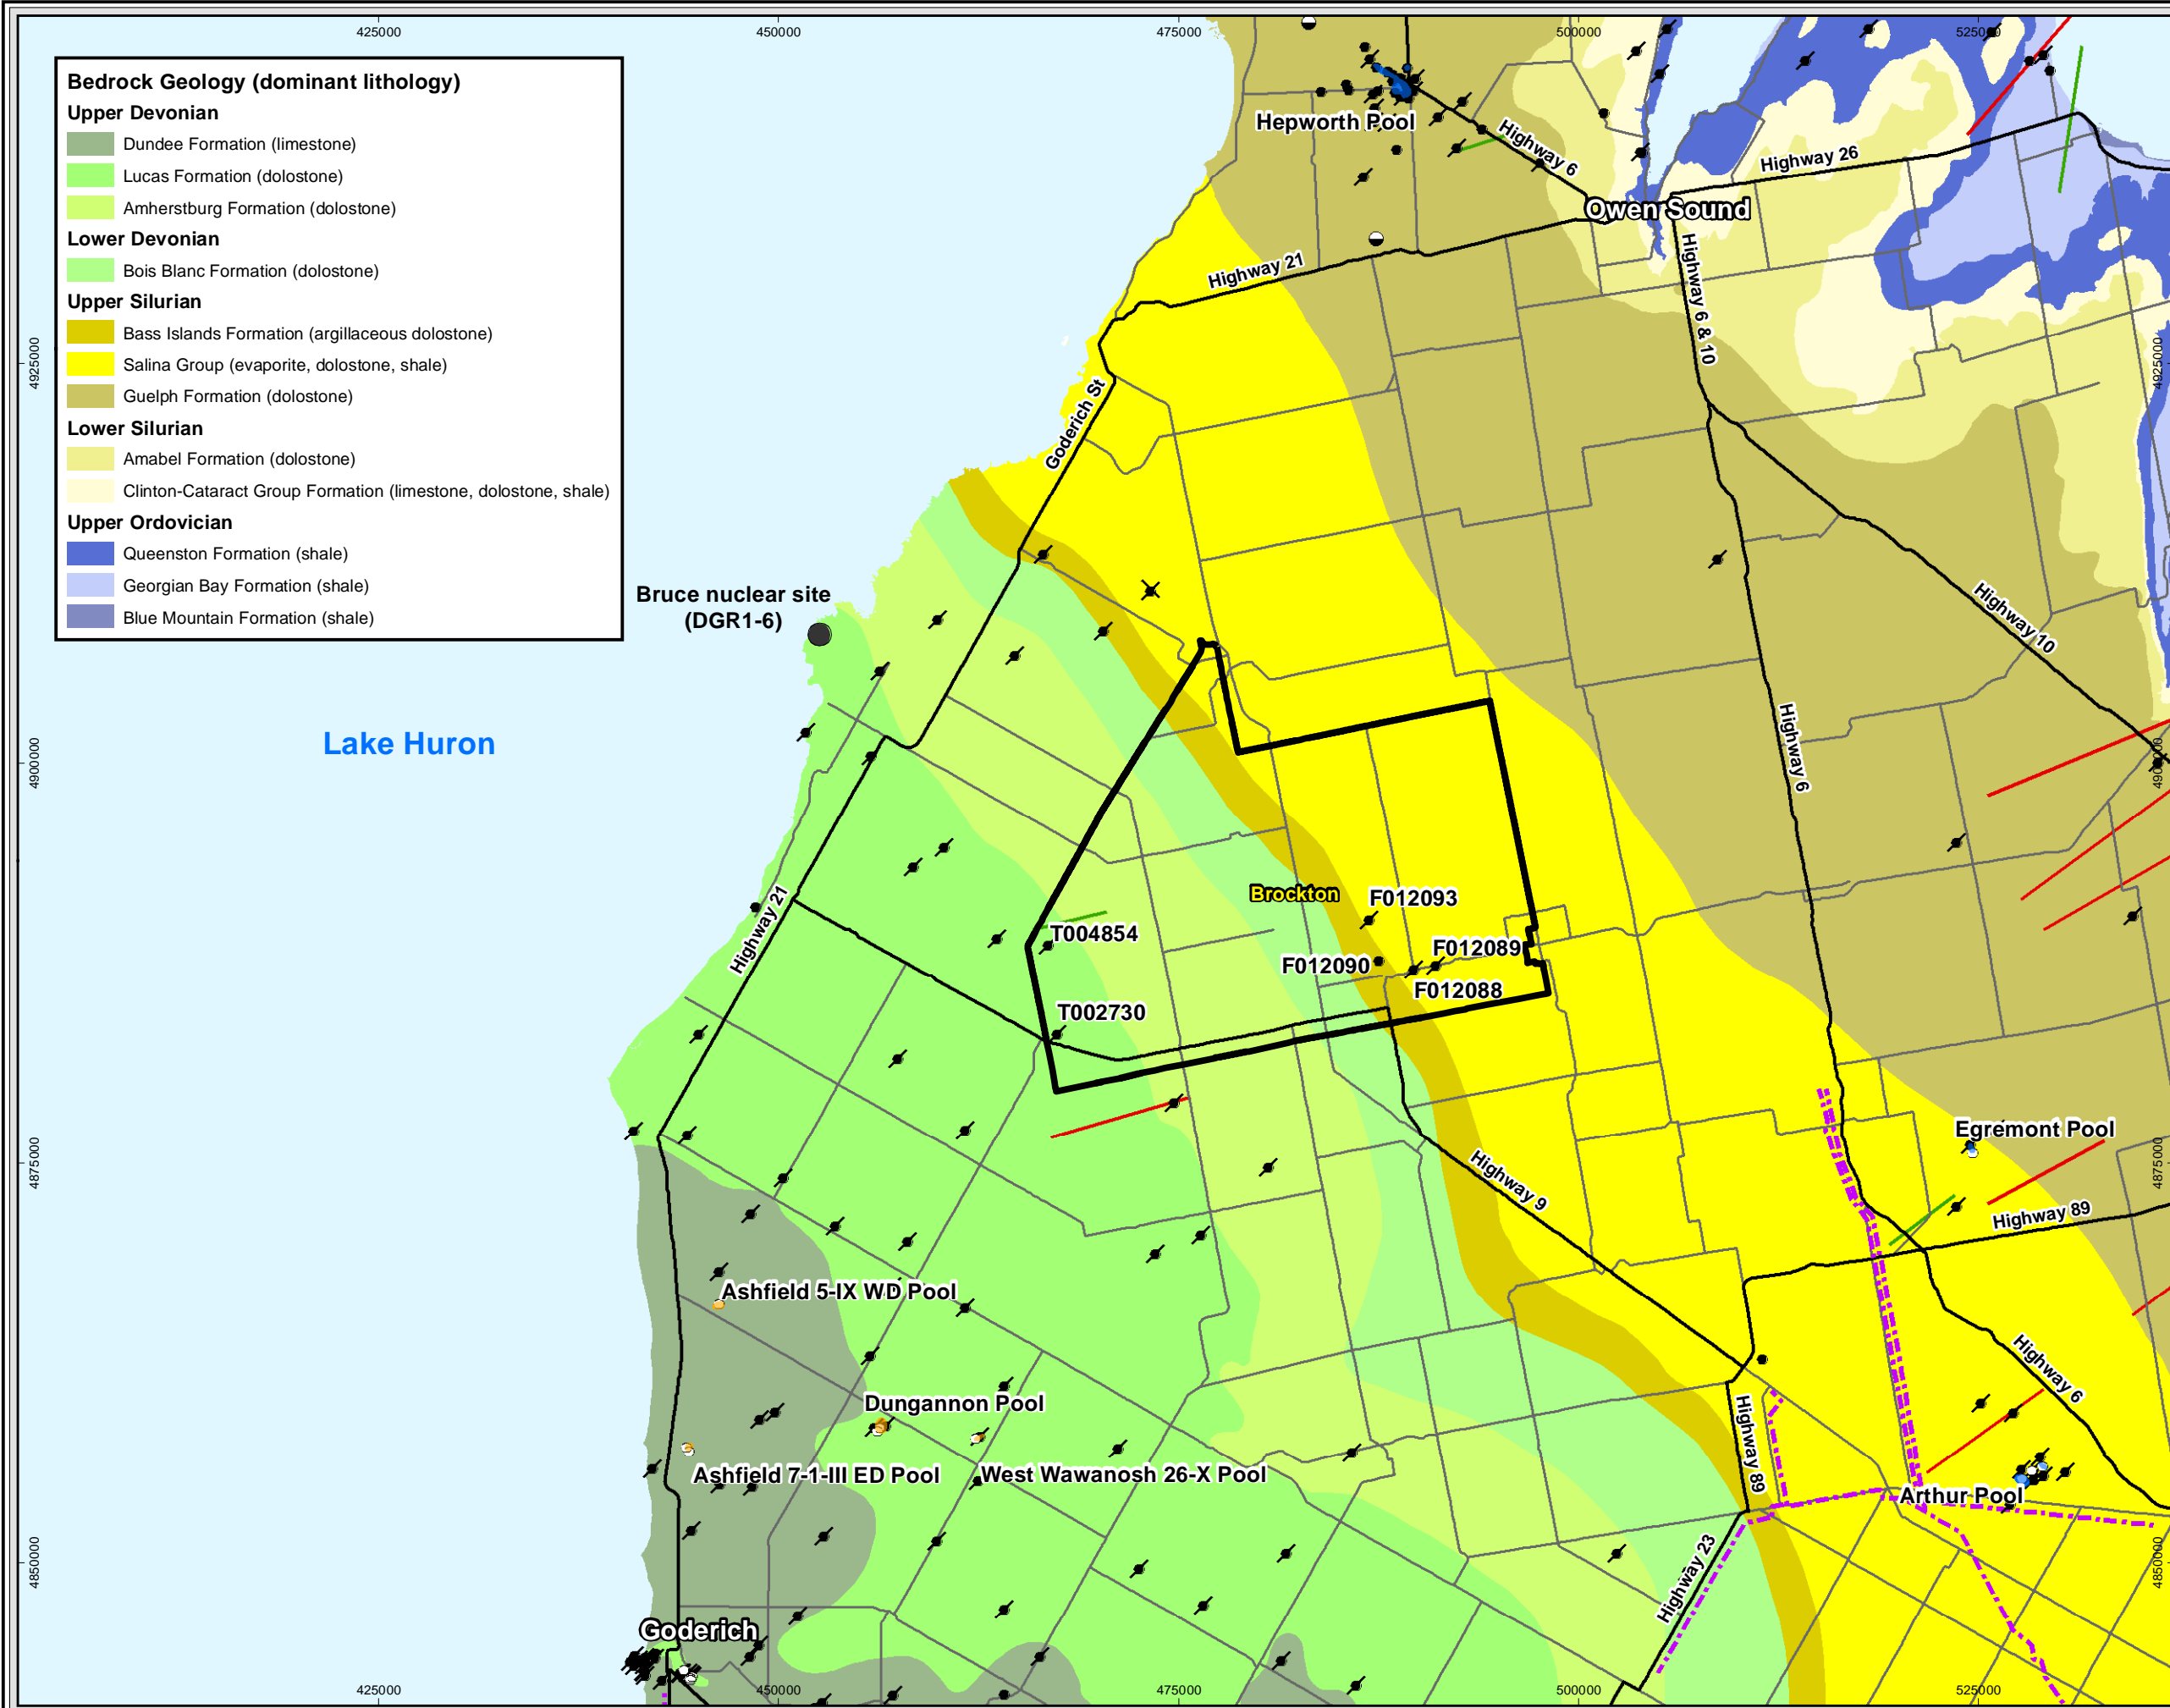 425000
450000
475000
500000
525000
Bedrock Geology (dominant lithology)
Upper Devonian
Dundee Formation (limestone)
Lucas Formation (dolostone)
Amherstburg Formation (dolostone)
Lower Devonian
Bois Blanc Formation (dolostone)
Upper Silurian
Bass Islands Formation (argillaceous dolostone)
Salina Group (evaporite, dolostone, shale)
Guelph Formation (dolostone)
Lower Silurian
Amabel Formation (dolostone)
Clinton-Cataract Group Formation (limestone, dolostone, shale)
Upper Ordovician
Queenston Formation (shale)
Georgian Bay Formation (shale)
Blue Mountain Formation (shale)
Hepworth Pool
Highway 6
Highway 26
Owen Sound
Highway 21
Highway 6 & 10
4925000
4925000
Goderich St
Bruce nuclear site
(DGR1-6)
Highway 10
Lake Huron
Highway 6
4900000
4900000
Brockton
F012093
Highway 21
T004854
F012089
F012090
F012088
T002730
Egremont Pool
4875000
4875000
Highway 9
Highway 89
Ashfield 5-IX WD Pool
Highway 6
Dungannon Pool
Highway 89
Ashfield 7-1-III ED Pool
West Wawanosh 26-X Pool
Arthur Pool
4850000
4850000
Highway 23
Goderich
425000
450000
475000
500000
525000